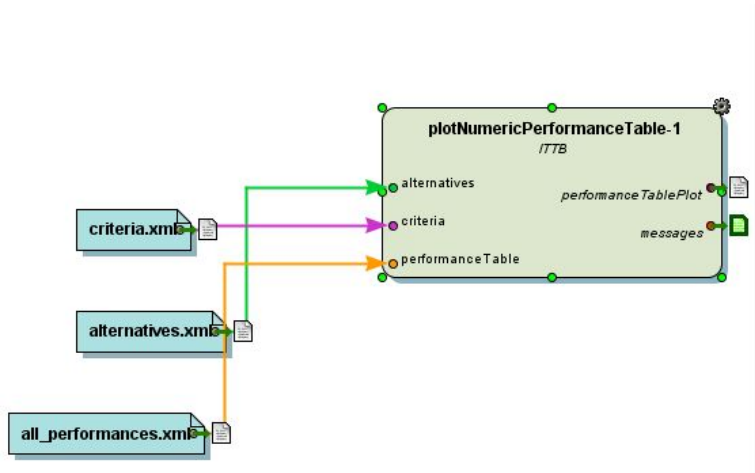 plotNumericPerformanceTable-1
ITTB
alternatives
performanceTablePlot
criteria
messages
performanceTable
criteria.xml
alternatives.xml
all_performances.xml